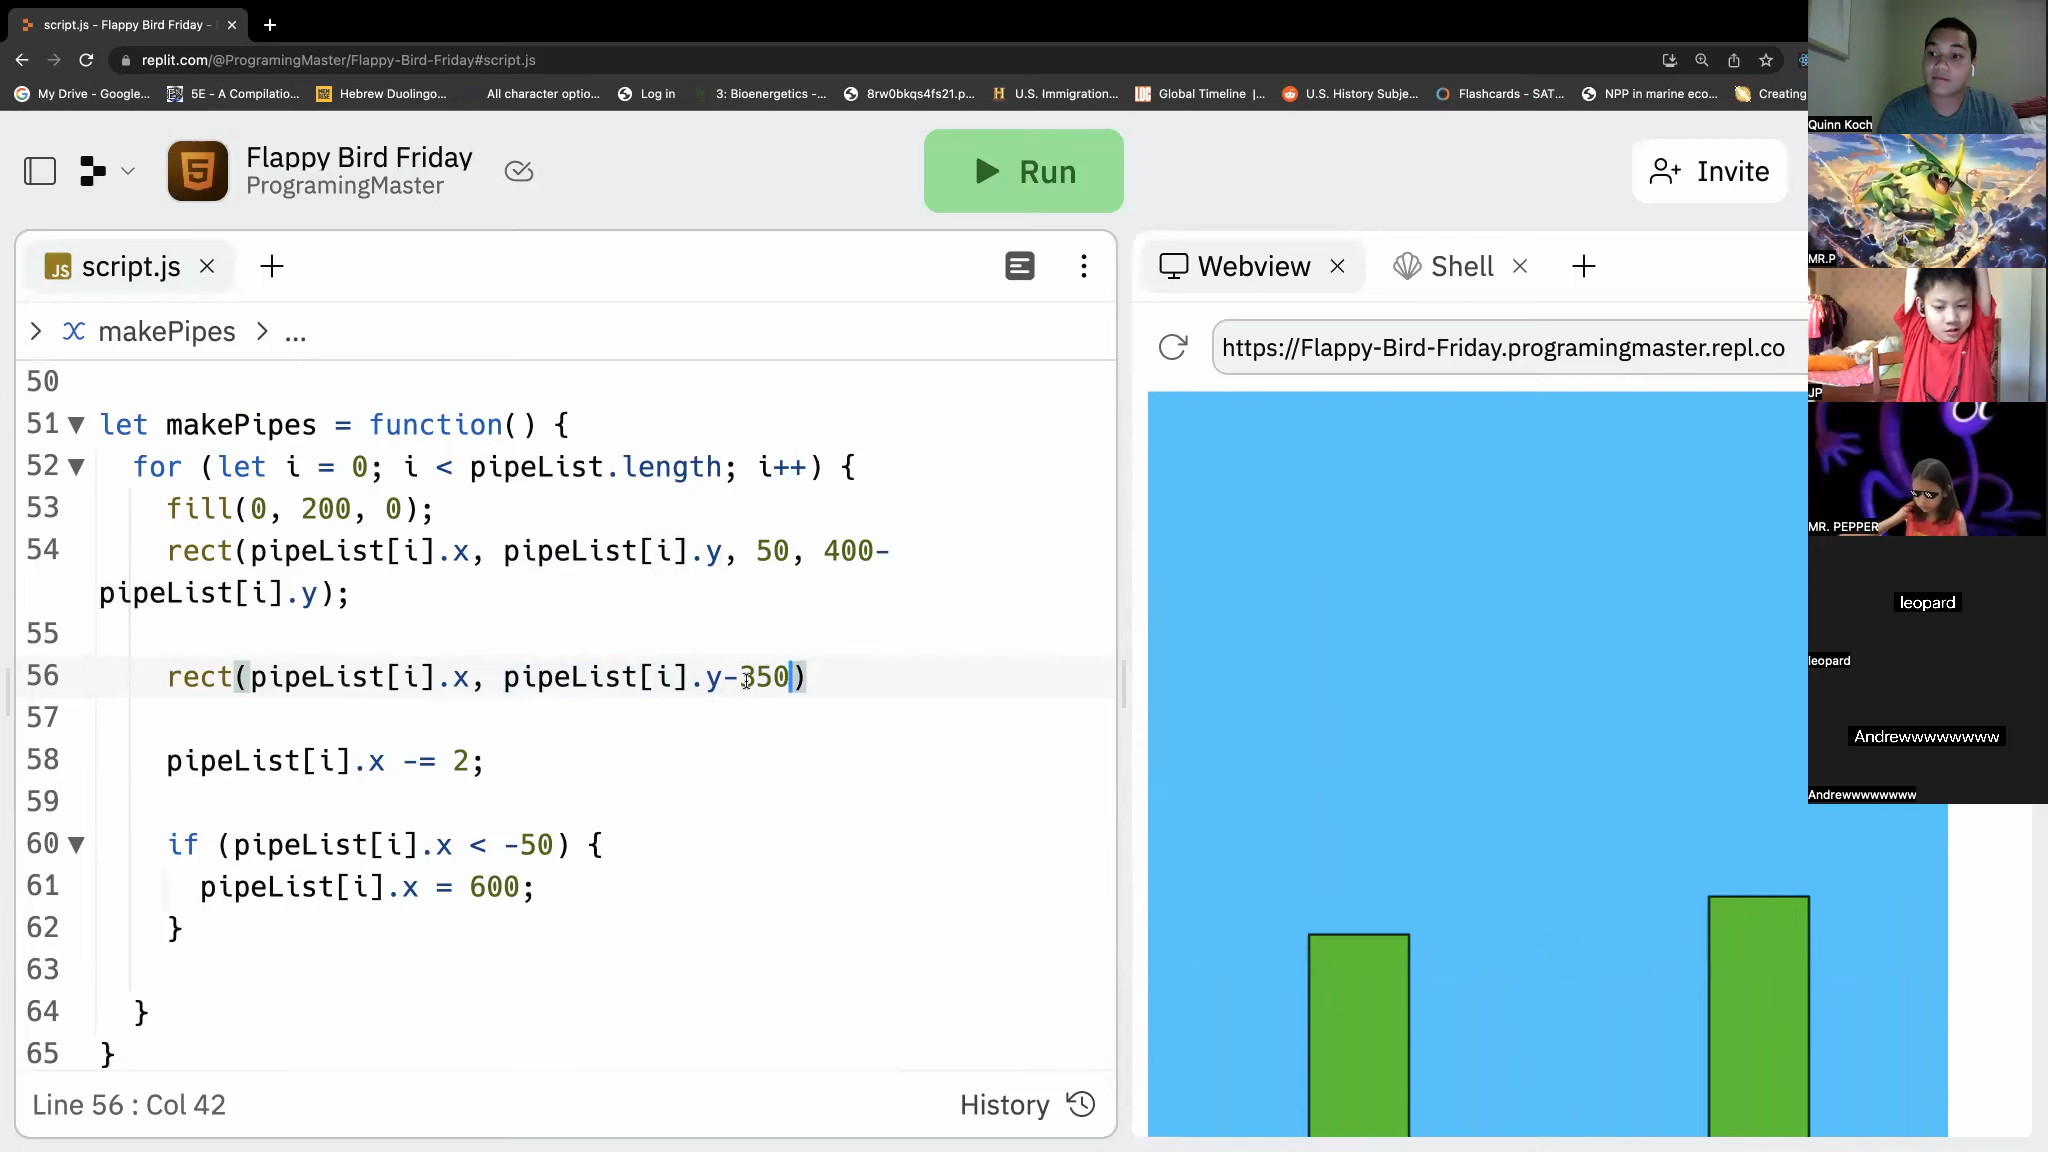 script.js - Flappy Bird Friday -
replit.com/@ProgramingMaster/Flappy-Bird-Friday#script.js
My Drive - Google...
5E - A Compilatio...
Hebrew Duolingo...
All character optio...
Log in
3: Bioenergetics -...
8rw0bkqs4fs21.p...
U.S. Immigration...
Global Timeline |...
U.S. History Subje...
Flashcards - SAT...
NPP in marine eco...
Creating
Flappy Bird Friday
ProgramingMaster
Run
Invite
script.js
makePipes
...
50
51 let makePipes = function() {
52 for (let i = 0; i < pipeList.length; i++) {
53 fill(0, 200, 0);
54 rect(pipeList[i].x, pipeList[i].y, 50, 400-
pipeList[i].y);
55
56 rect(pipeList[i].x, pipeList[i].y-350)
57
58 pipeList[i].x -= 2;
59
60 if (pipeList[i].x < -50) {
61 pipeList[i].x = 600;
62 }
63
64 }
65 }
Line 56 : Col 42
History
Webview
Shell
https://Flappy-Bird-Friday.programingmaster.repl.co
Quinn Koch
MR.P
JP
MR. PEPPER
leopard
leopard
Andrewwwwwwww
Andrewwwwwwww